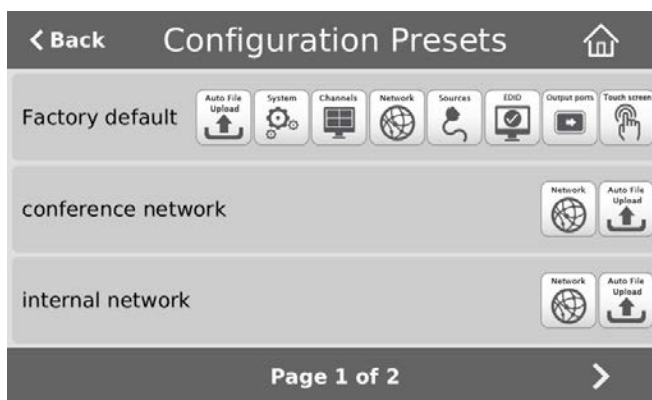 Back Configuration Presets
Factory default Auto File Upload System Channels Network Sources EDID Output ports Touch screen
conference network Network Auto File Upload
internal network Network Auto File Upload
Page 1 of 2